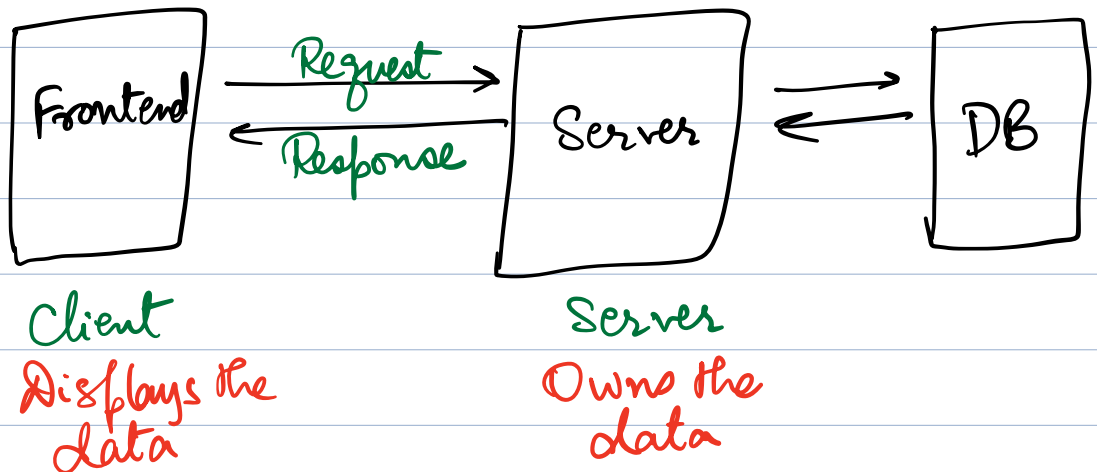 Frontend
Request
Response
Server
DB
Client
Displays the
data
Server
Owns the
data